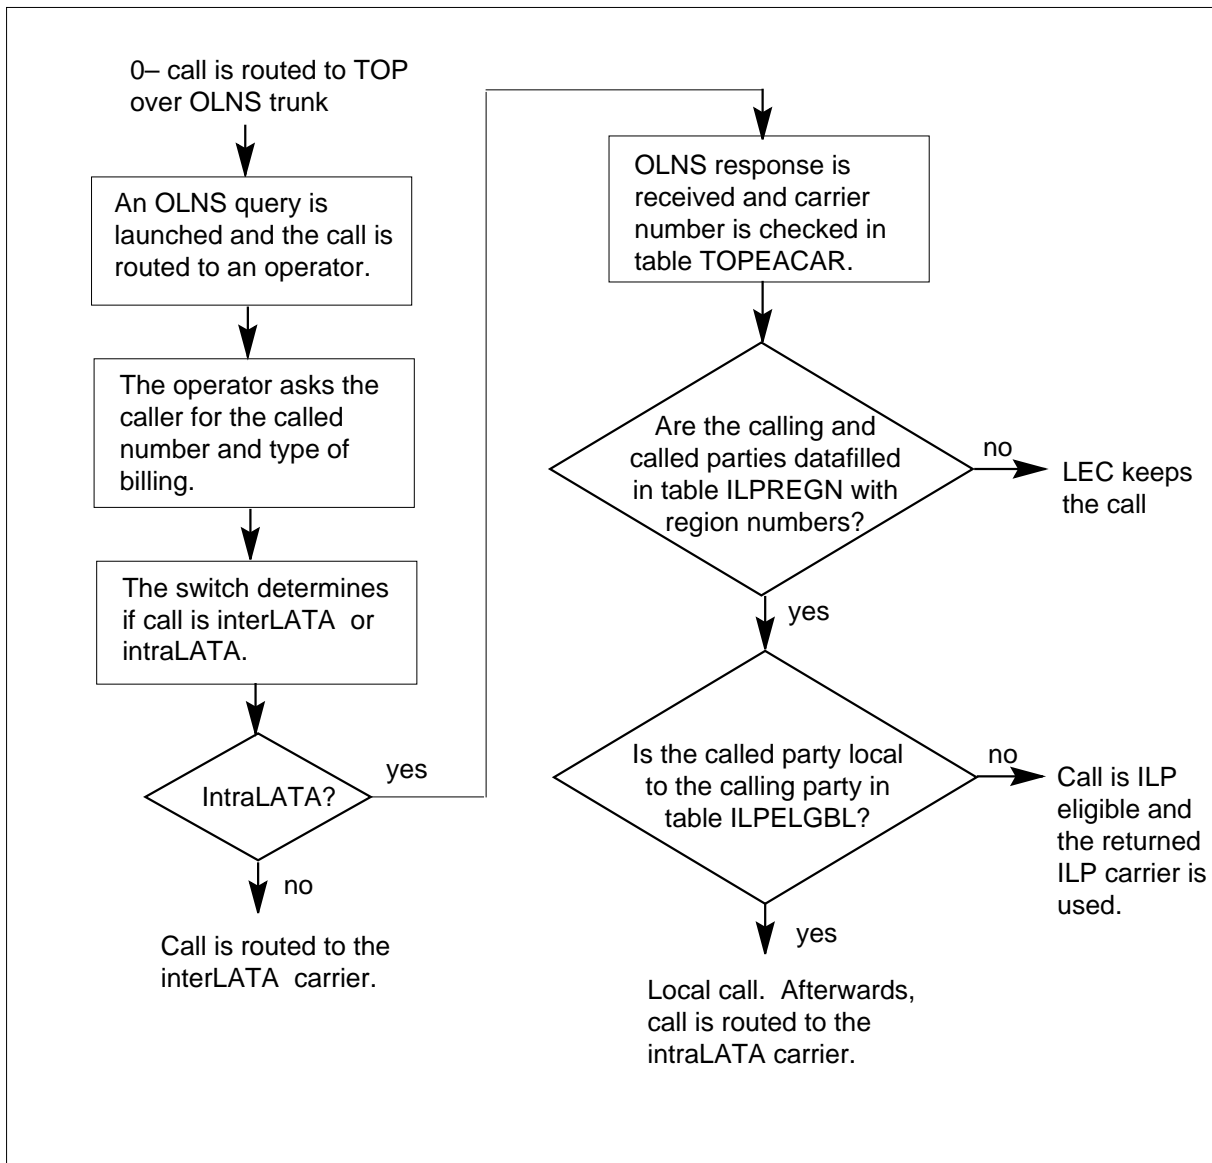 0– call is routed to TOP
over OLNS trunk
An OLNS query is
launched and the call is
routed to an operator.
The operator asks the
caller for the called
number and type of
billing.
The switch determines
if call is interLATA or
intraLATA.
IntraLATA?
yes
no
Call is routed to the
interLATA carrier.
OLNS response is
received and carrier
number is checked in
table TOPEACAR.
Are the calling and
called parties datafilled
in table ILPREGN with
region numbers?
no
LEC keeps
the call
yes
Is the called party local
to the calling party in
table ILPELGBL?
no
Call is ILP
eligible and
the returned
ILP carrier is
used.
yes
Local call. Afterwards,
call is routed to the
intraLATA carrier.